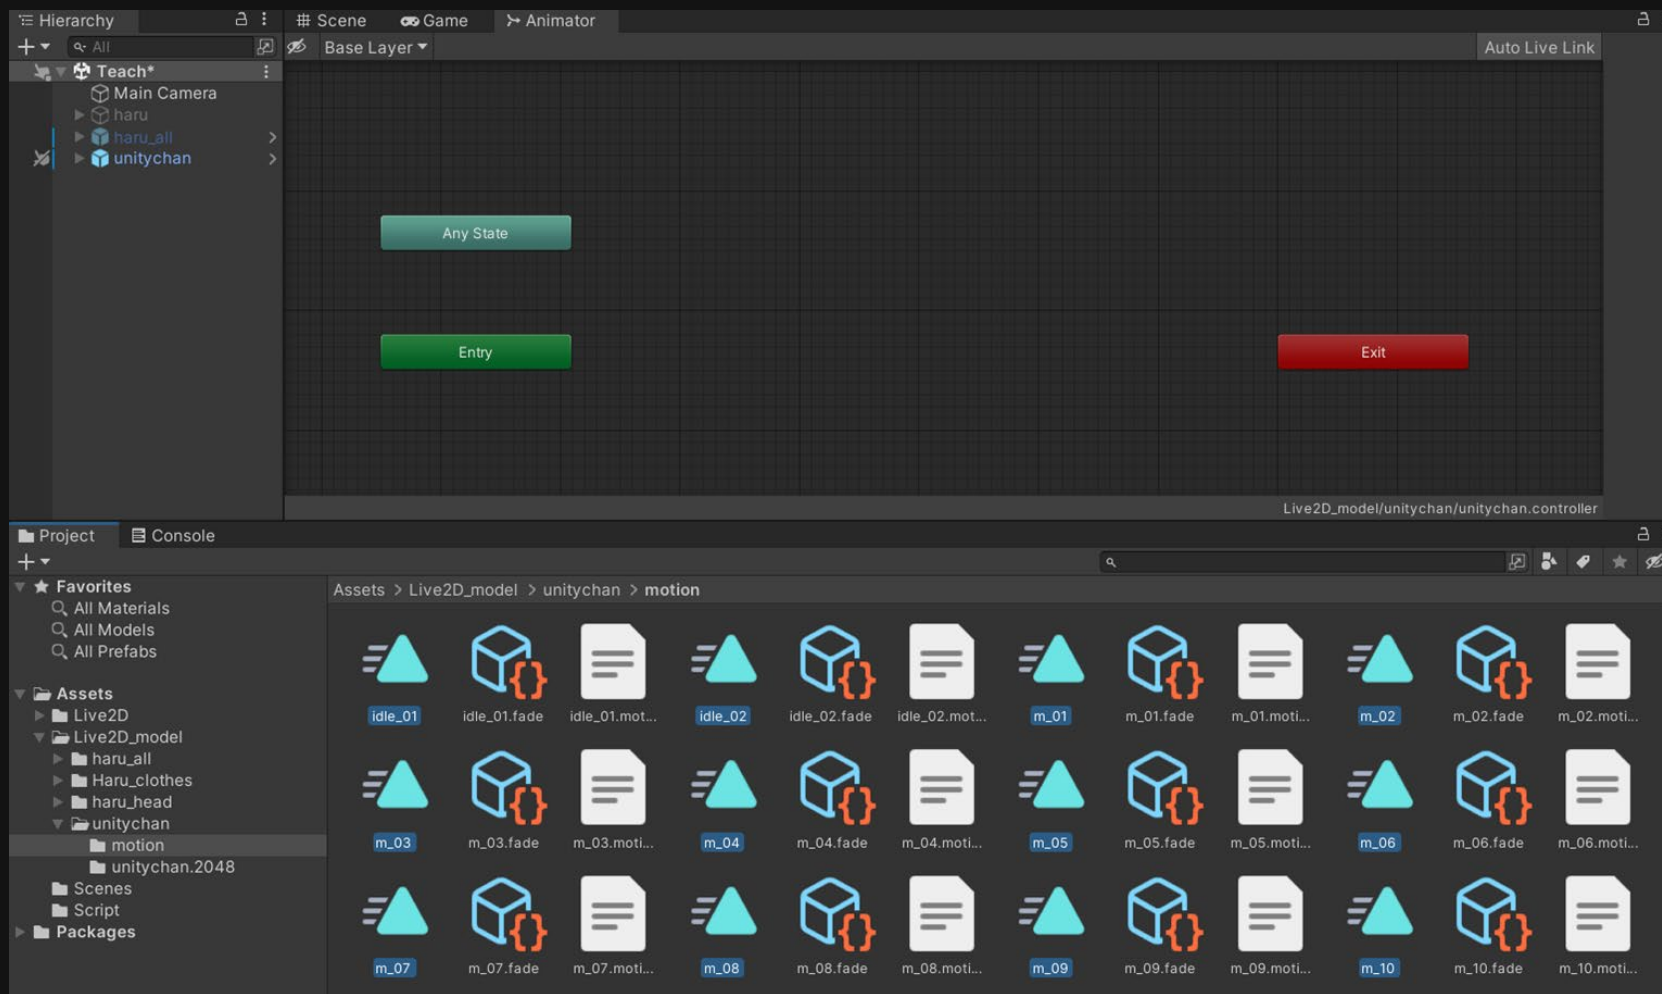 Hierarchy
Scene
Game
Animator
All
Base Layer
Auto Live Link
Teach*
Main Camera
haru
haru_all
unitychan
Any State
Entry
Exit
Live2D_model/unitychan/unitychan.controller
Project
Console
Favorites
All Materials
All Models
All Prefabs
Assets
Live2D
Live2D_model
haru_all
Haru_clothes
haru_head
unitychan
motion
unitychan.2048
Scenes
Script
Packages
Assets > Live2D_model > unitychan > motion
idle_01 idle_01.fade idle_01.mot... idle_02 idle_02.fade idle_02.mot... m_01 m_01.fade m_01.moti... m_02 m_02.fade m_02.moti...
m_03 m_03.fade m_03.moti... m_04 m_04.fade m_04.moti... m_05 m_05.fade m_05.moti... m_06 m_06.fade m_06.moti...
m_07 m_07.fade m_07.moti... m_08 m_08.fade m_08.moti... m_09 m_09.fade m_09.moti... m_10 m_10.fade m_10.moti...